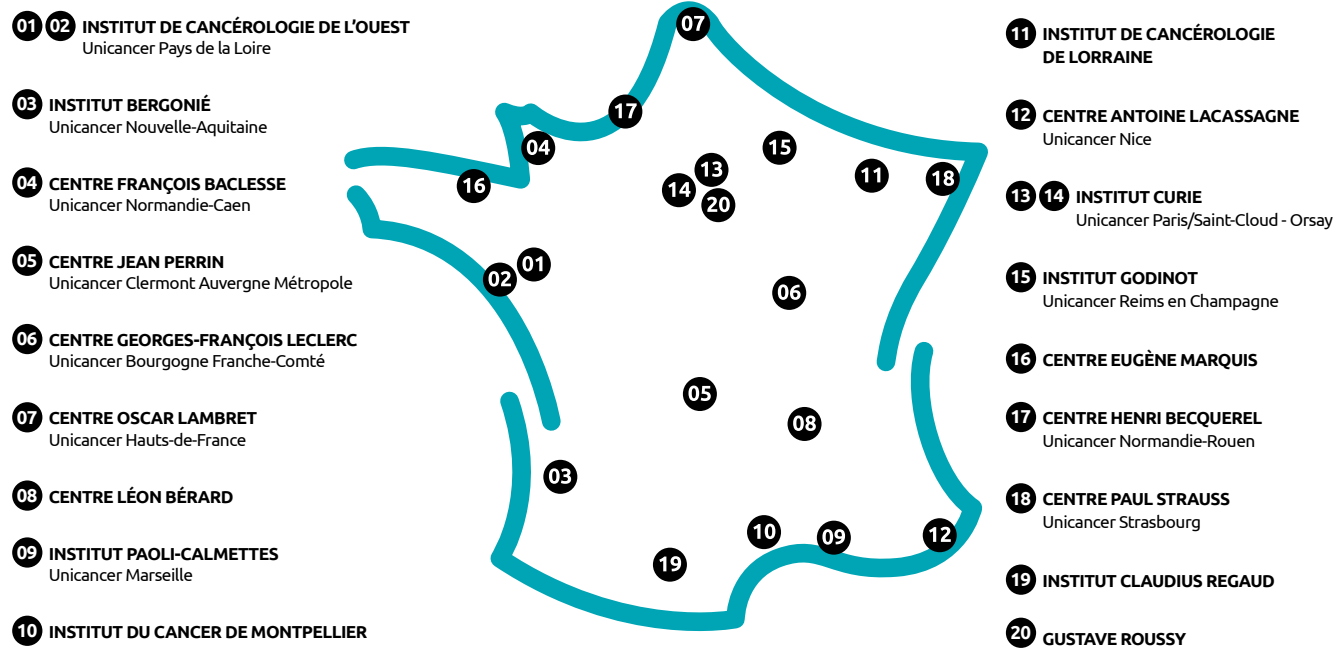 01 02 INSTITUT DE CANCÉROLOGIE DE L'OUEST
Unicancer Pays de la Loire
03 INSTITUT BERGONIÉ
Unicancer Nouvelle-Aquitaine
04 CENTRE FRANÇOIS BACLESSE
Unicancer Normandie-Caen
05 CENTRE JEAN PERRIN
Unicancer Clermont Auvergne Métropole
06 CENTRE GEORGES-FRANÇOIS LECLERC
Unicancer Bourgogne Franche-Comté
07 CENTRE OSCAR LAMBRET
Unicancer Hauts-de-France
08 CENTRE LÉON BÉRARD
09 INSTITUT PAOLI-CALMETTES
Unicancer Marseille
10 INSTITUT DU CANCER DE MONTPELLIER
07
17
04
15
13
16
14
11
18
20
01
02
06
05
08
03
10
09
12
19
11 INSTITUT DE CANCÉROLOGIE
DE LORRAINE
12 CENTRE ANTOINE LACASSAGNE
Unicancer Nice
13 14 INSTITUT CURIE
Unicancer Paris/Saint-Cloud - Orsay
15 INSTITUT GODINOT
Unicancer Reims en Champagne
16 CENTRE EUGÈNE MARQUIS
17 CENTRE HENRI BECQUEREL
Unicancer Normandie-Rouen
18 CENTRE PAUL STRAUSS
Unicancer Strasbourg
19 INSTITUT CLAUDIUS REGAUD
20 GUSTAVE ROUSSY